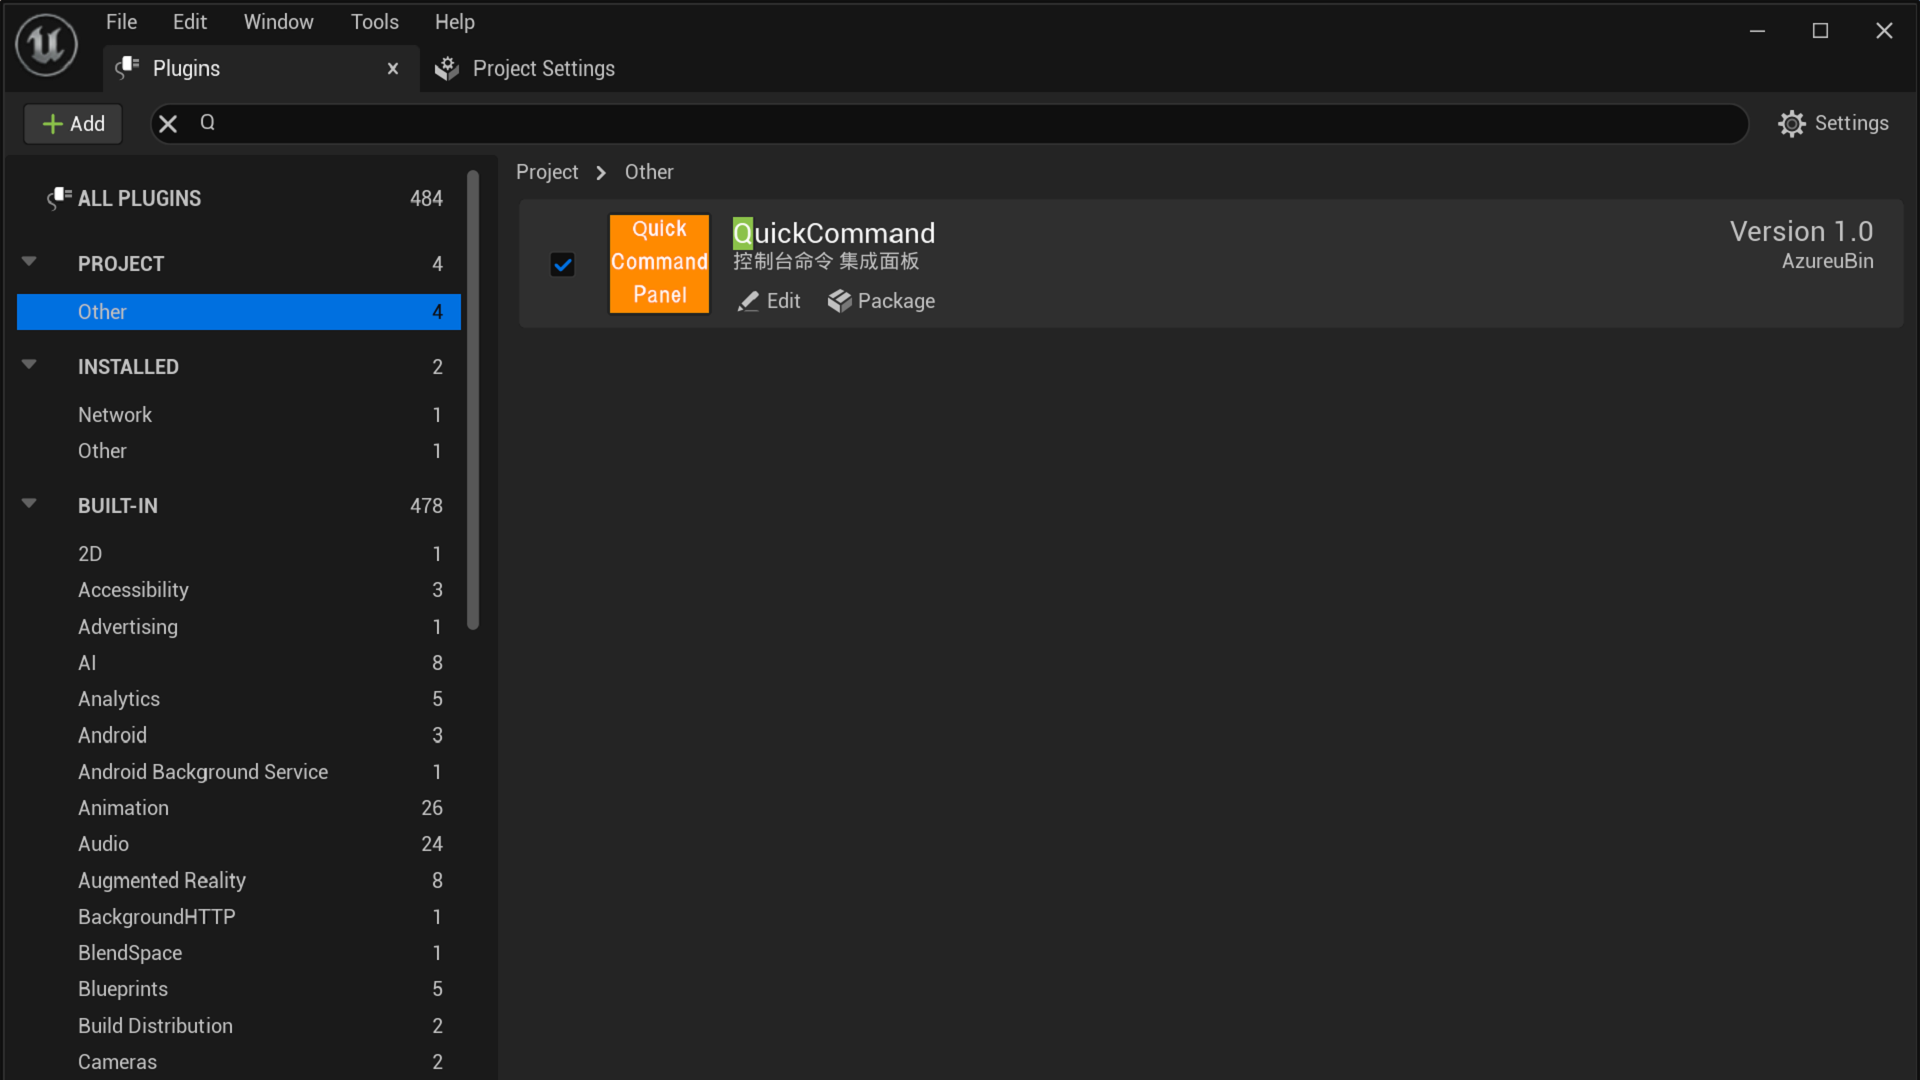 File Edit Window Tools Help
Plugins x Project Settings
Add Q Settings
ALL PLUGINS 484
PROJECT 4
Other 4
INSTALLED 2
Network 1
Other 1
BUILT-IN 478
2D 1
Accessibility 3
Advertising 1
AI 8
Analytics 5
Android 3
Android Background Service 1
Animation 26
Audio 24
Augmented Reality 8
BackgroundHTTP 1
BlendSpace 1
Blueprints 5
Build Distribution 2
Cameras 2
Project > Other
Quick
Command
Panel
QuickCommand
控制台命令 集成面板
Edit Package
Version 1.0
AzureuBin